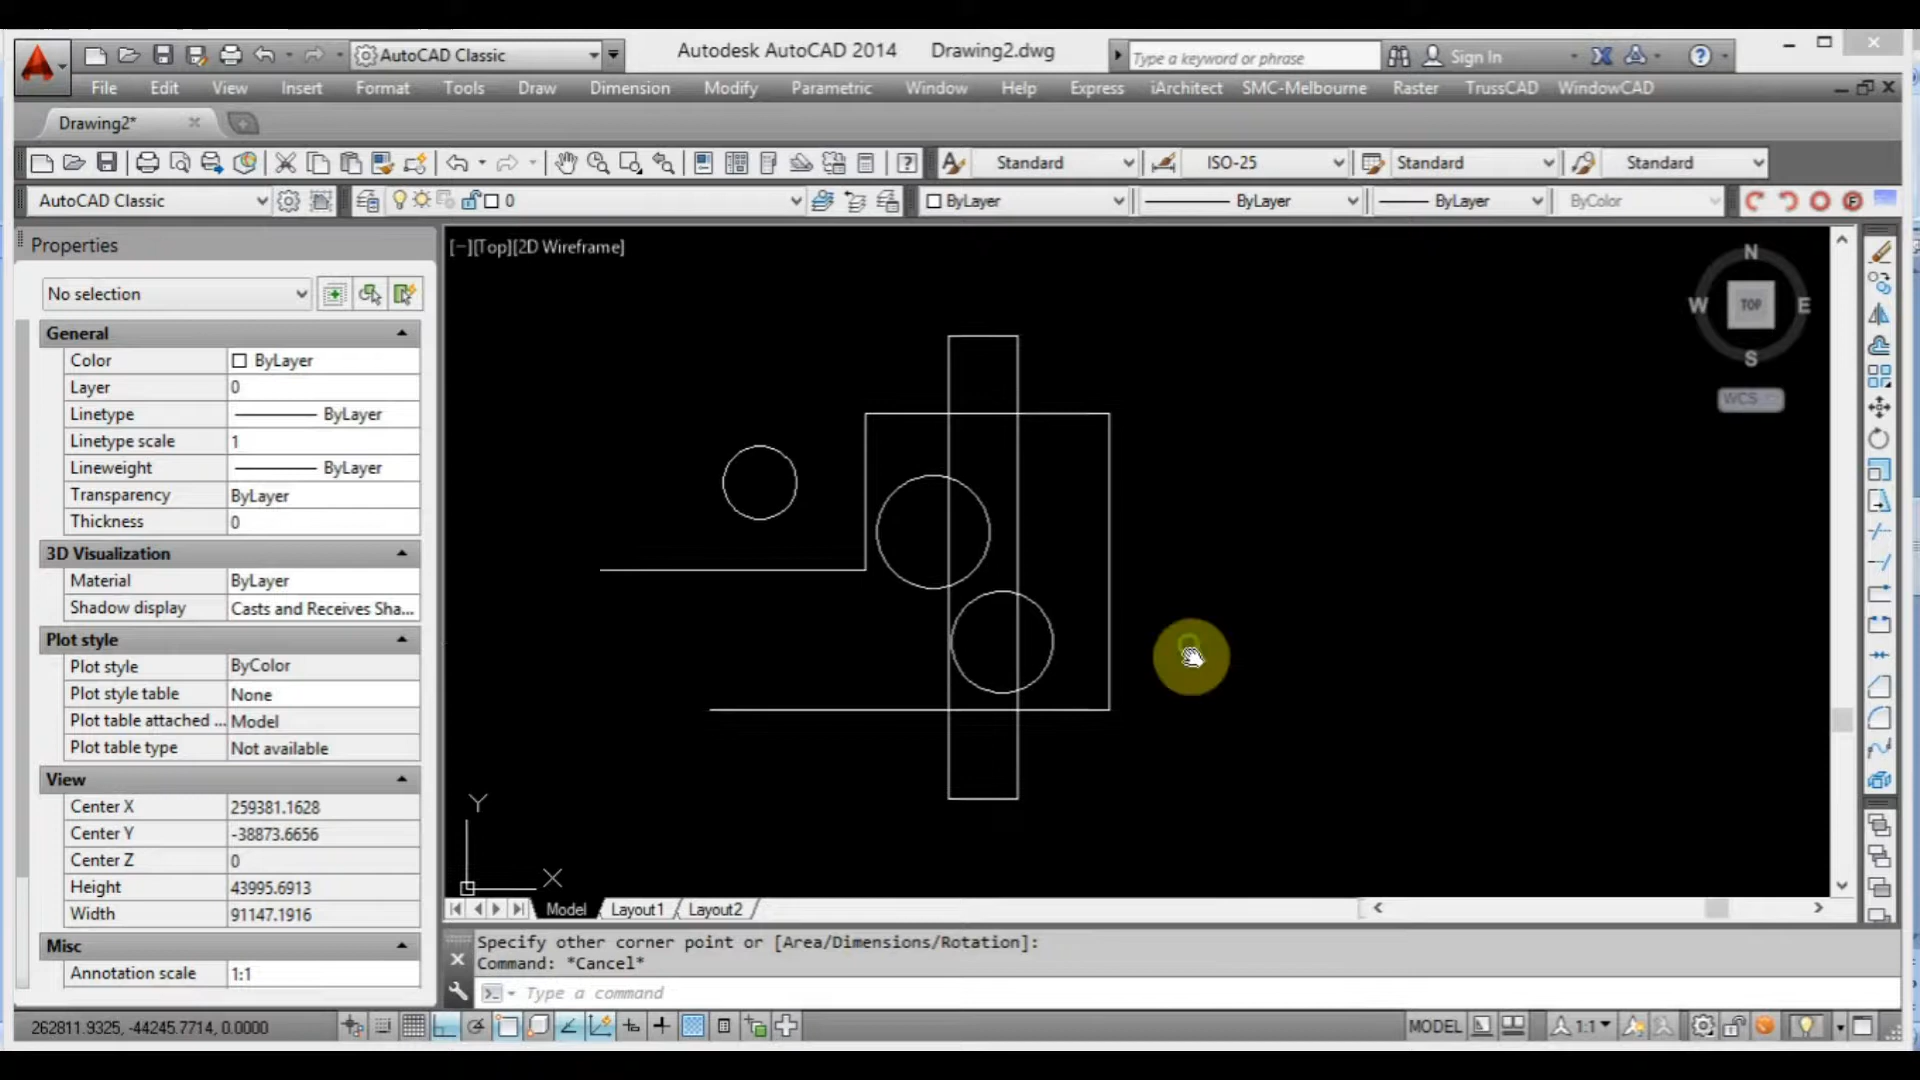 AutoCAD Classic
Autodesk AutoCAD 2014 Drawing2.dwg
Type a keyword or phrase
Sign In
File Edit View Insert Format Tools Draw Dimension Modify Parametric Window Help Express iArchitect SMC-Melbourne Raster TrussCAD WindowCAD
Drawing2*
Standard ISO-25 Standard Standard
AutoCAD Classic 0 ByLayer ByLayer ByLayer ByColor
Properties
[−][Top][2D Wireframe]
No selection
General
Color ByLayer
Layer 0
Linetype ByLayer
Linetype scale 1
Lineweight ByLayer
Transparency ByLayer
Thickness 0
3D Visualization
Material ByLayer
Shadow display Casts and Receives Sha...
Plot style
Plot style ByColor
Plot style table None
Plot table attached ... Model
Plot table type Not available
View
Center X 259381.1628
Center Y -38873.6656
Center Z 0
Height 43995.6913
Width 91147.1916
Misc
Annotation scale 1:1
N
W TOP E
S
WCS
Y
X
Model Layout1 Layout2
Specify other corner point or [Area/Dimensions/Rotation]:
Command: *Cancel*
Type a command
262811.9325, -44245.7714, 0.0000
MODEL 1:1